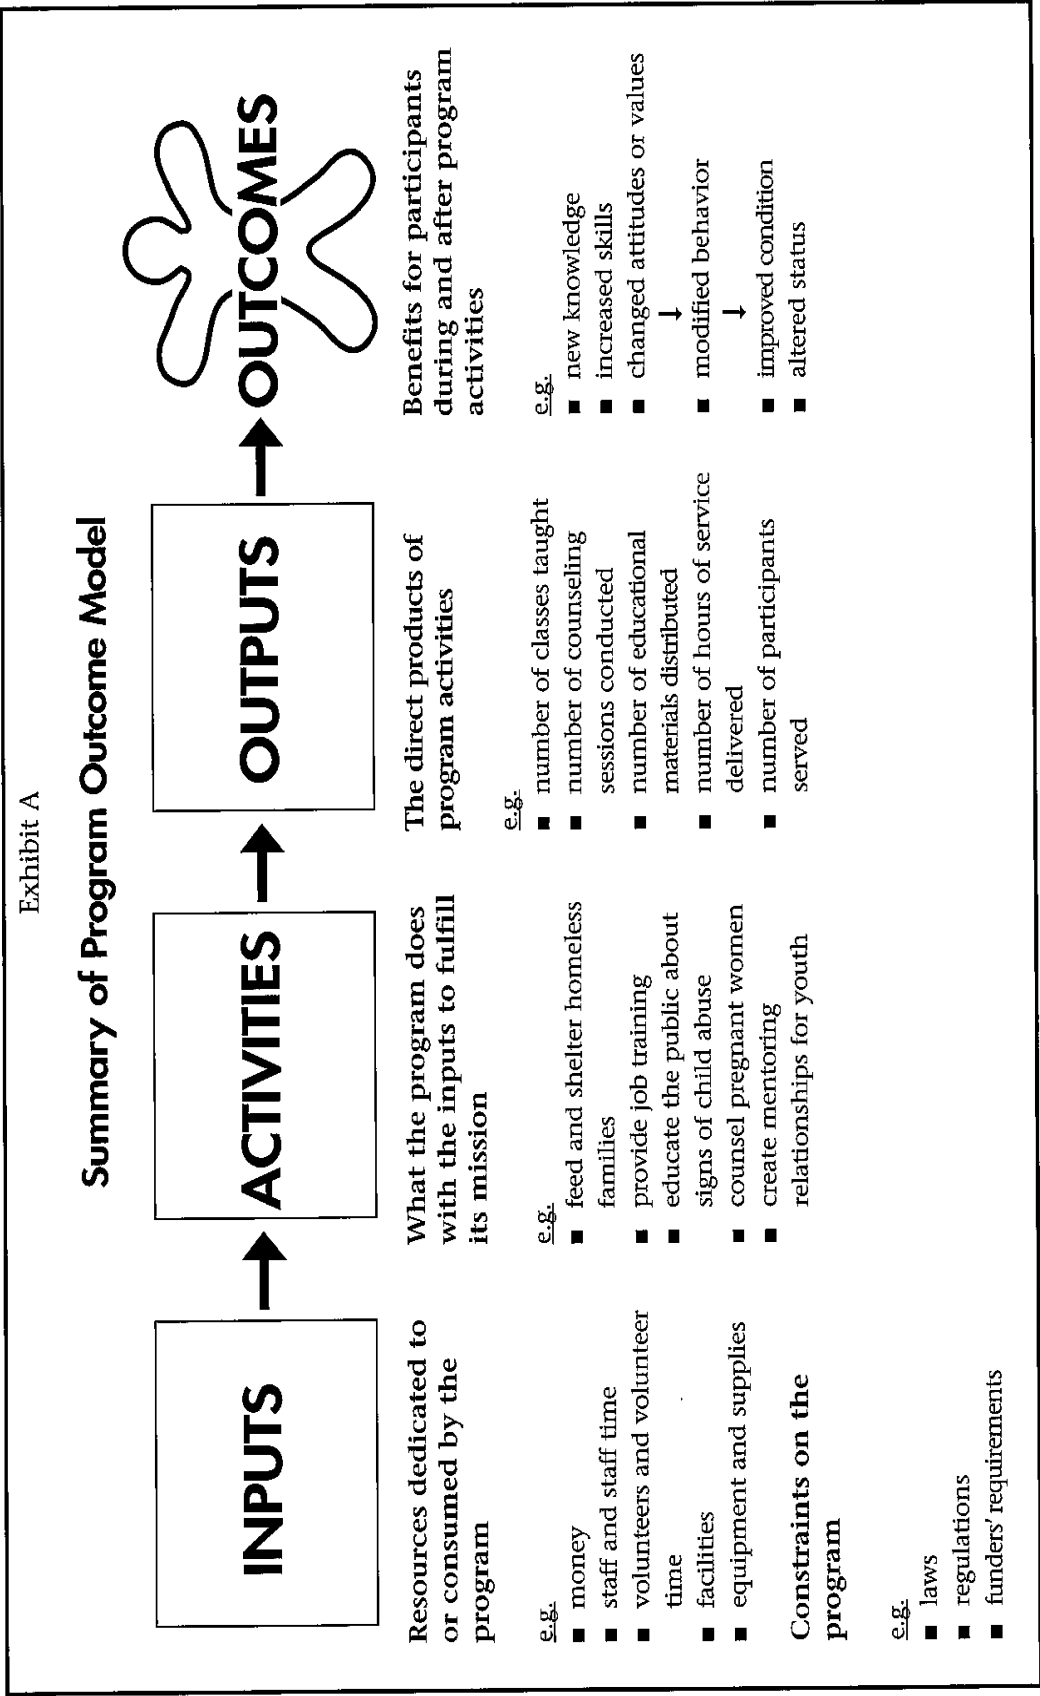 Exhibit A
Summary of Program Outcome Model
INPUTS
Resources dedicated to
or consumed by the
program
e.g.
■ money
■ staff and staff time
■ volunteers and volunteer
time
■ facilities
■ equipment and supplies
Constraints on the
program
e.g.
■ laws
■ regulations
■ funders' requirements
ACTIVITIES
What the program does
with the inputs to fulfill
its mission
e.g.
■ feed and shelter homeless
families
■ provide job training
■ educate the public about
signs of child abuse
■ counsel pregnant women
■ create mentoring
relationships for youth
OUTPUTS
The direct products of
program activities
e.g.
■ number of classes taught
■ number of counseling
sessions conducted
■ number of educational
materials distributed
■ number of hours of service
delivered
■ number of participants
served
OUTCOMES
Benefits for participants
during and after program
activities
e.g.
■ new knowledge
■ increased skills
■ changed attitudes or values
↓
■ modified behavior
↓
■ improved condition
■ altered status